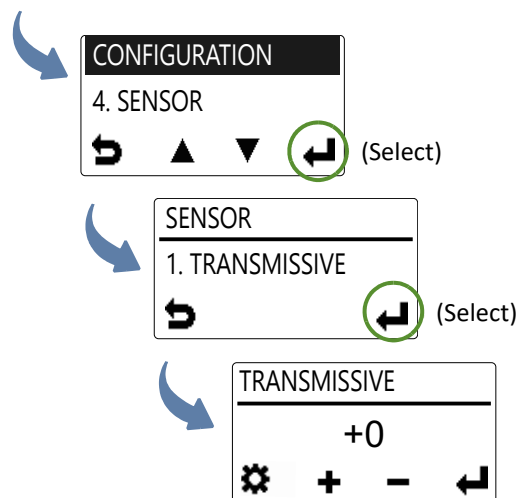 CONFIGURATION
4. SENSOR
(Select)
SENSOR
1. TRANSMISSIVE
(Select)
TRANSMISSIVE
+0
+ −